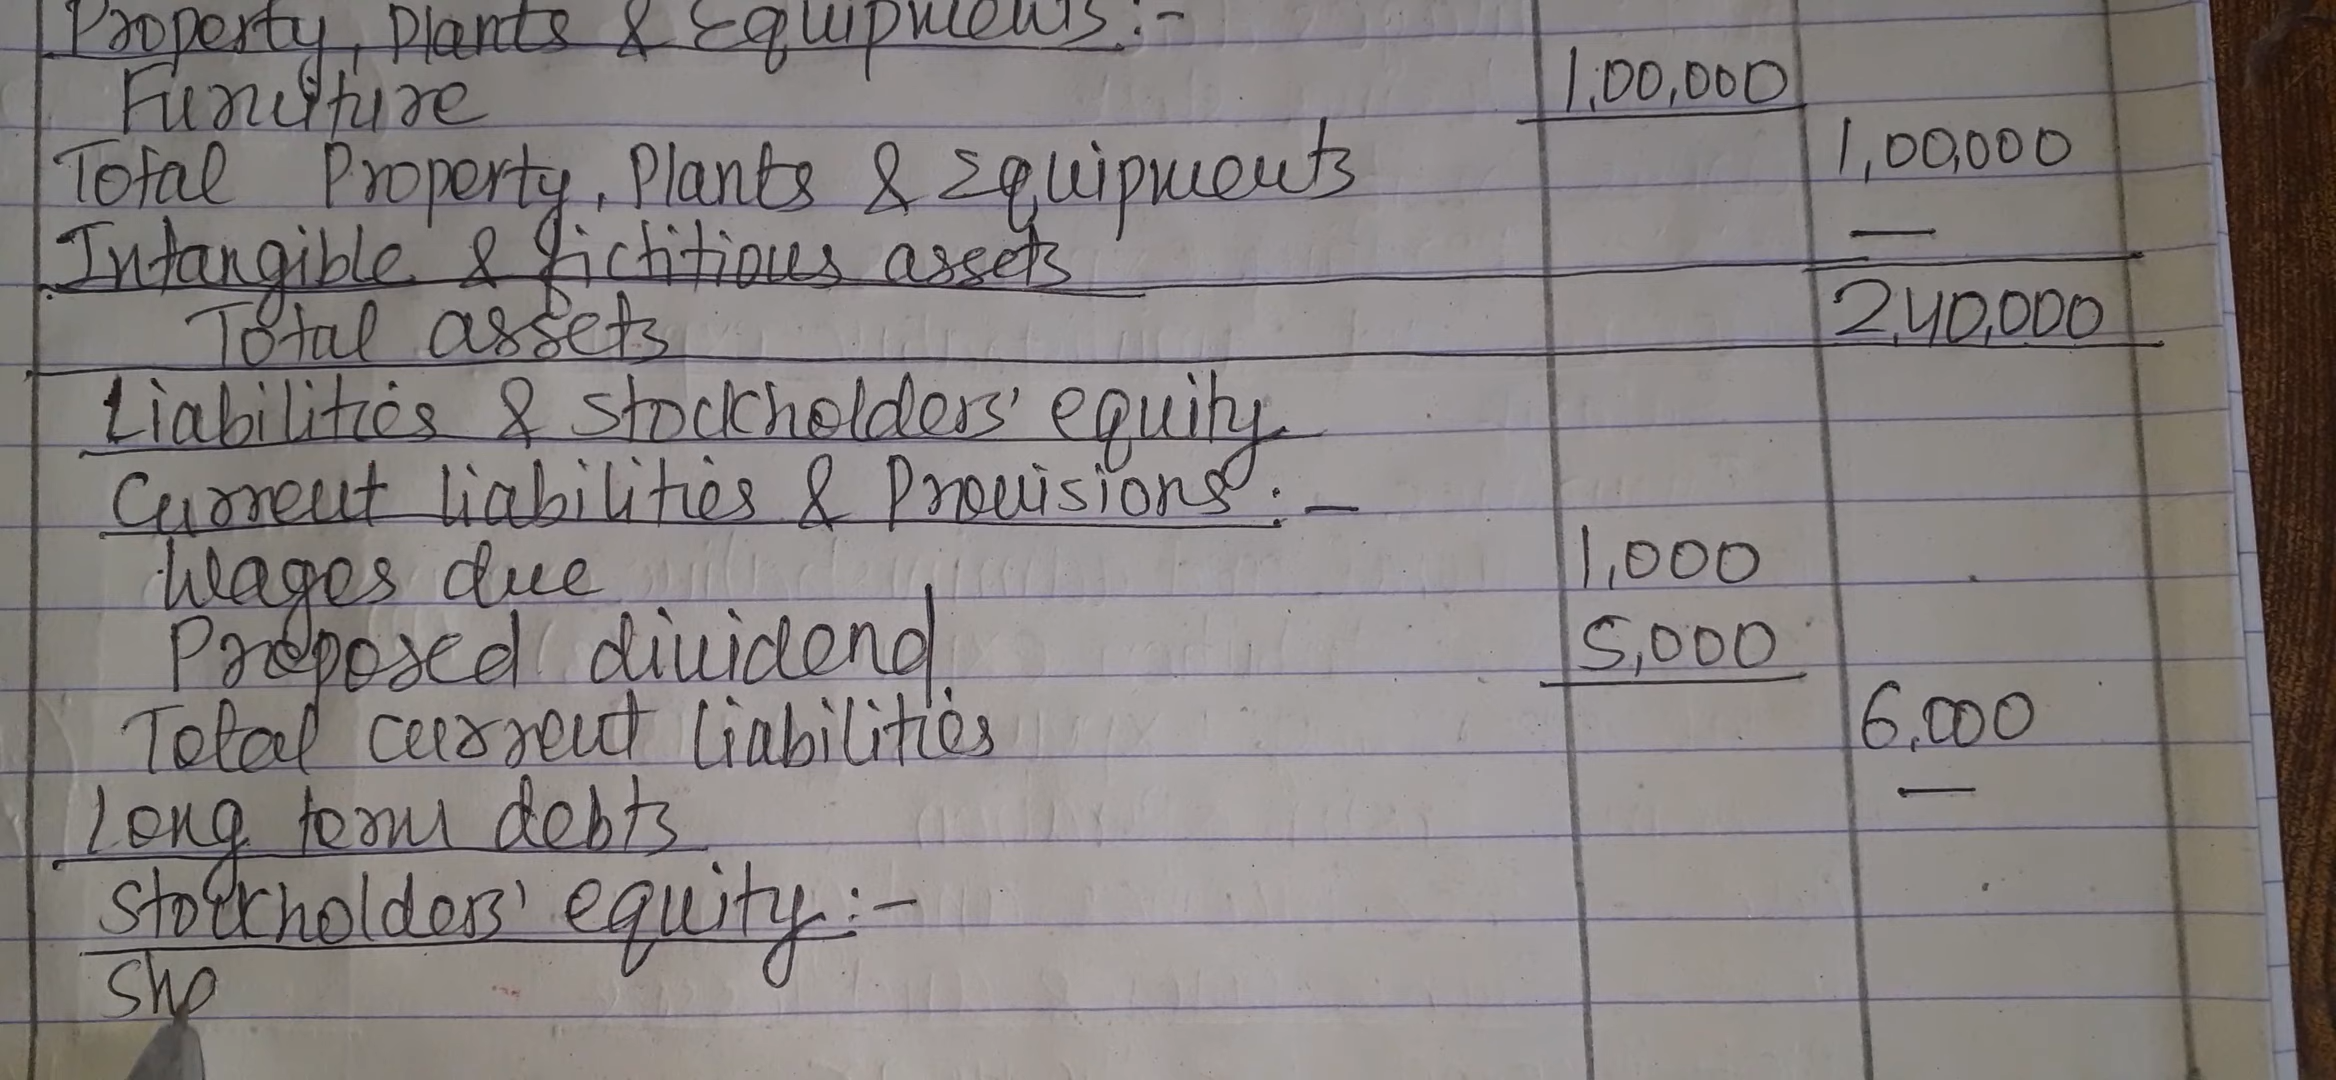 Property, Plants & Equipments:-
Furniture 1,00,000
Total Property, Plants & Equipments 1,00,000
Intangible & fictitious assets —
Total assets 2,40,000
Liabilities & Stockholders' equity
Current liabilities & Provisions:-
Wages due 1,000
Proposed dividend 5,000
Total current liabilities 6,000
Long term debts —
Stockholders' equity:-
Sha